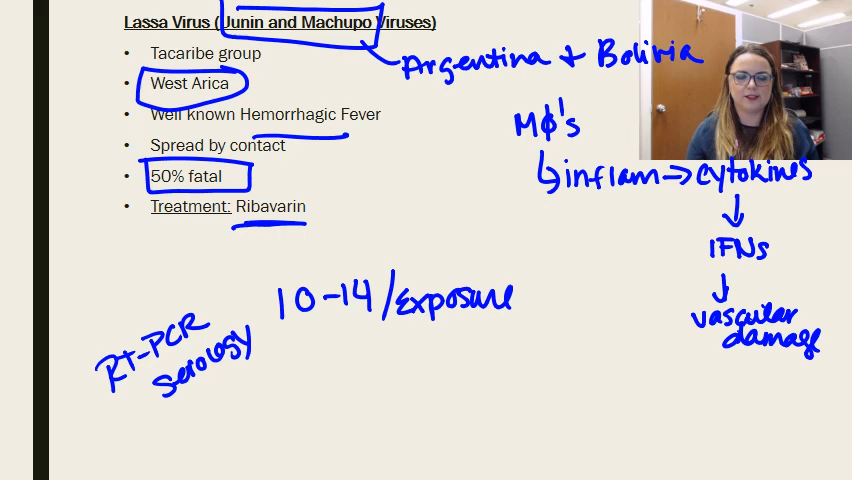 Lassa Virus (Junin and Machupo Viruses)
• Tacaribe group
Argentina + Bolivia
• West Arica
• Well known Hemorrhagic Fever
MΦ's
• Spread by contact
• 50% fatal
↳ inflam → cytokines
• Treatment: Ribavarin
↓
IFNs
↓
10-14/exposure
vascular
damage
RT-PCR
serology